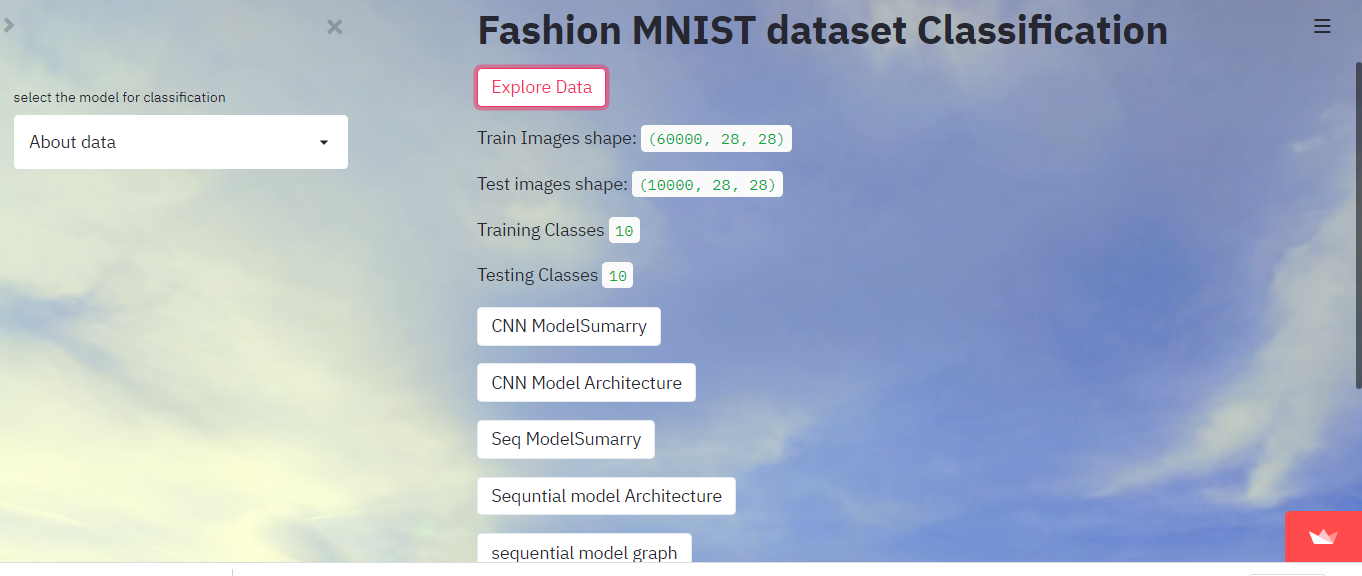 Fashion MNIST dataset Classification
Explore Data
select the model for classification
About data
Train Images shape: (60000, 28, 28)
Test images shape: (10000, 28, 28)
Training Classes 10
Testing Classes 10
CNN ModelSumarry
CNN Model Architecture
Seq ModelSumarry
Sequntial model Architecture
sequential model graph